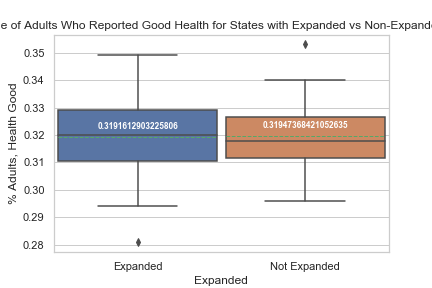 e of Adults Who Reported Good Health for States with Expanded vs Non-Expand
0.35
0.34
0.33
0.32
0.31
0.30
0.29
0.28
% Adults, Health Good
0.3191612903225806
0.31947368421052635
Expanded
Not Expanded
Expanded